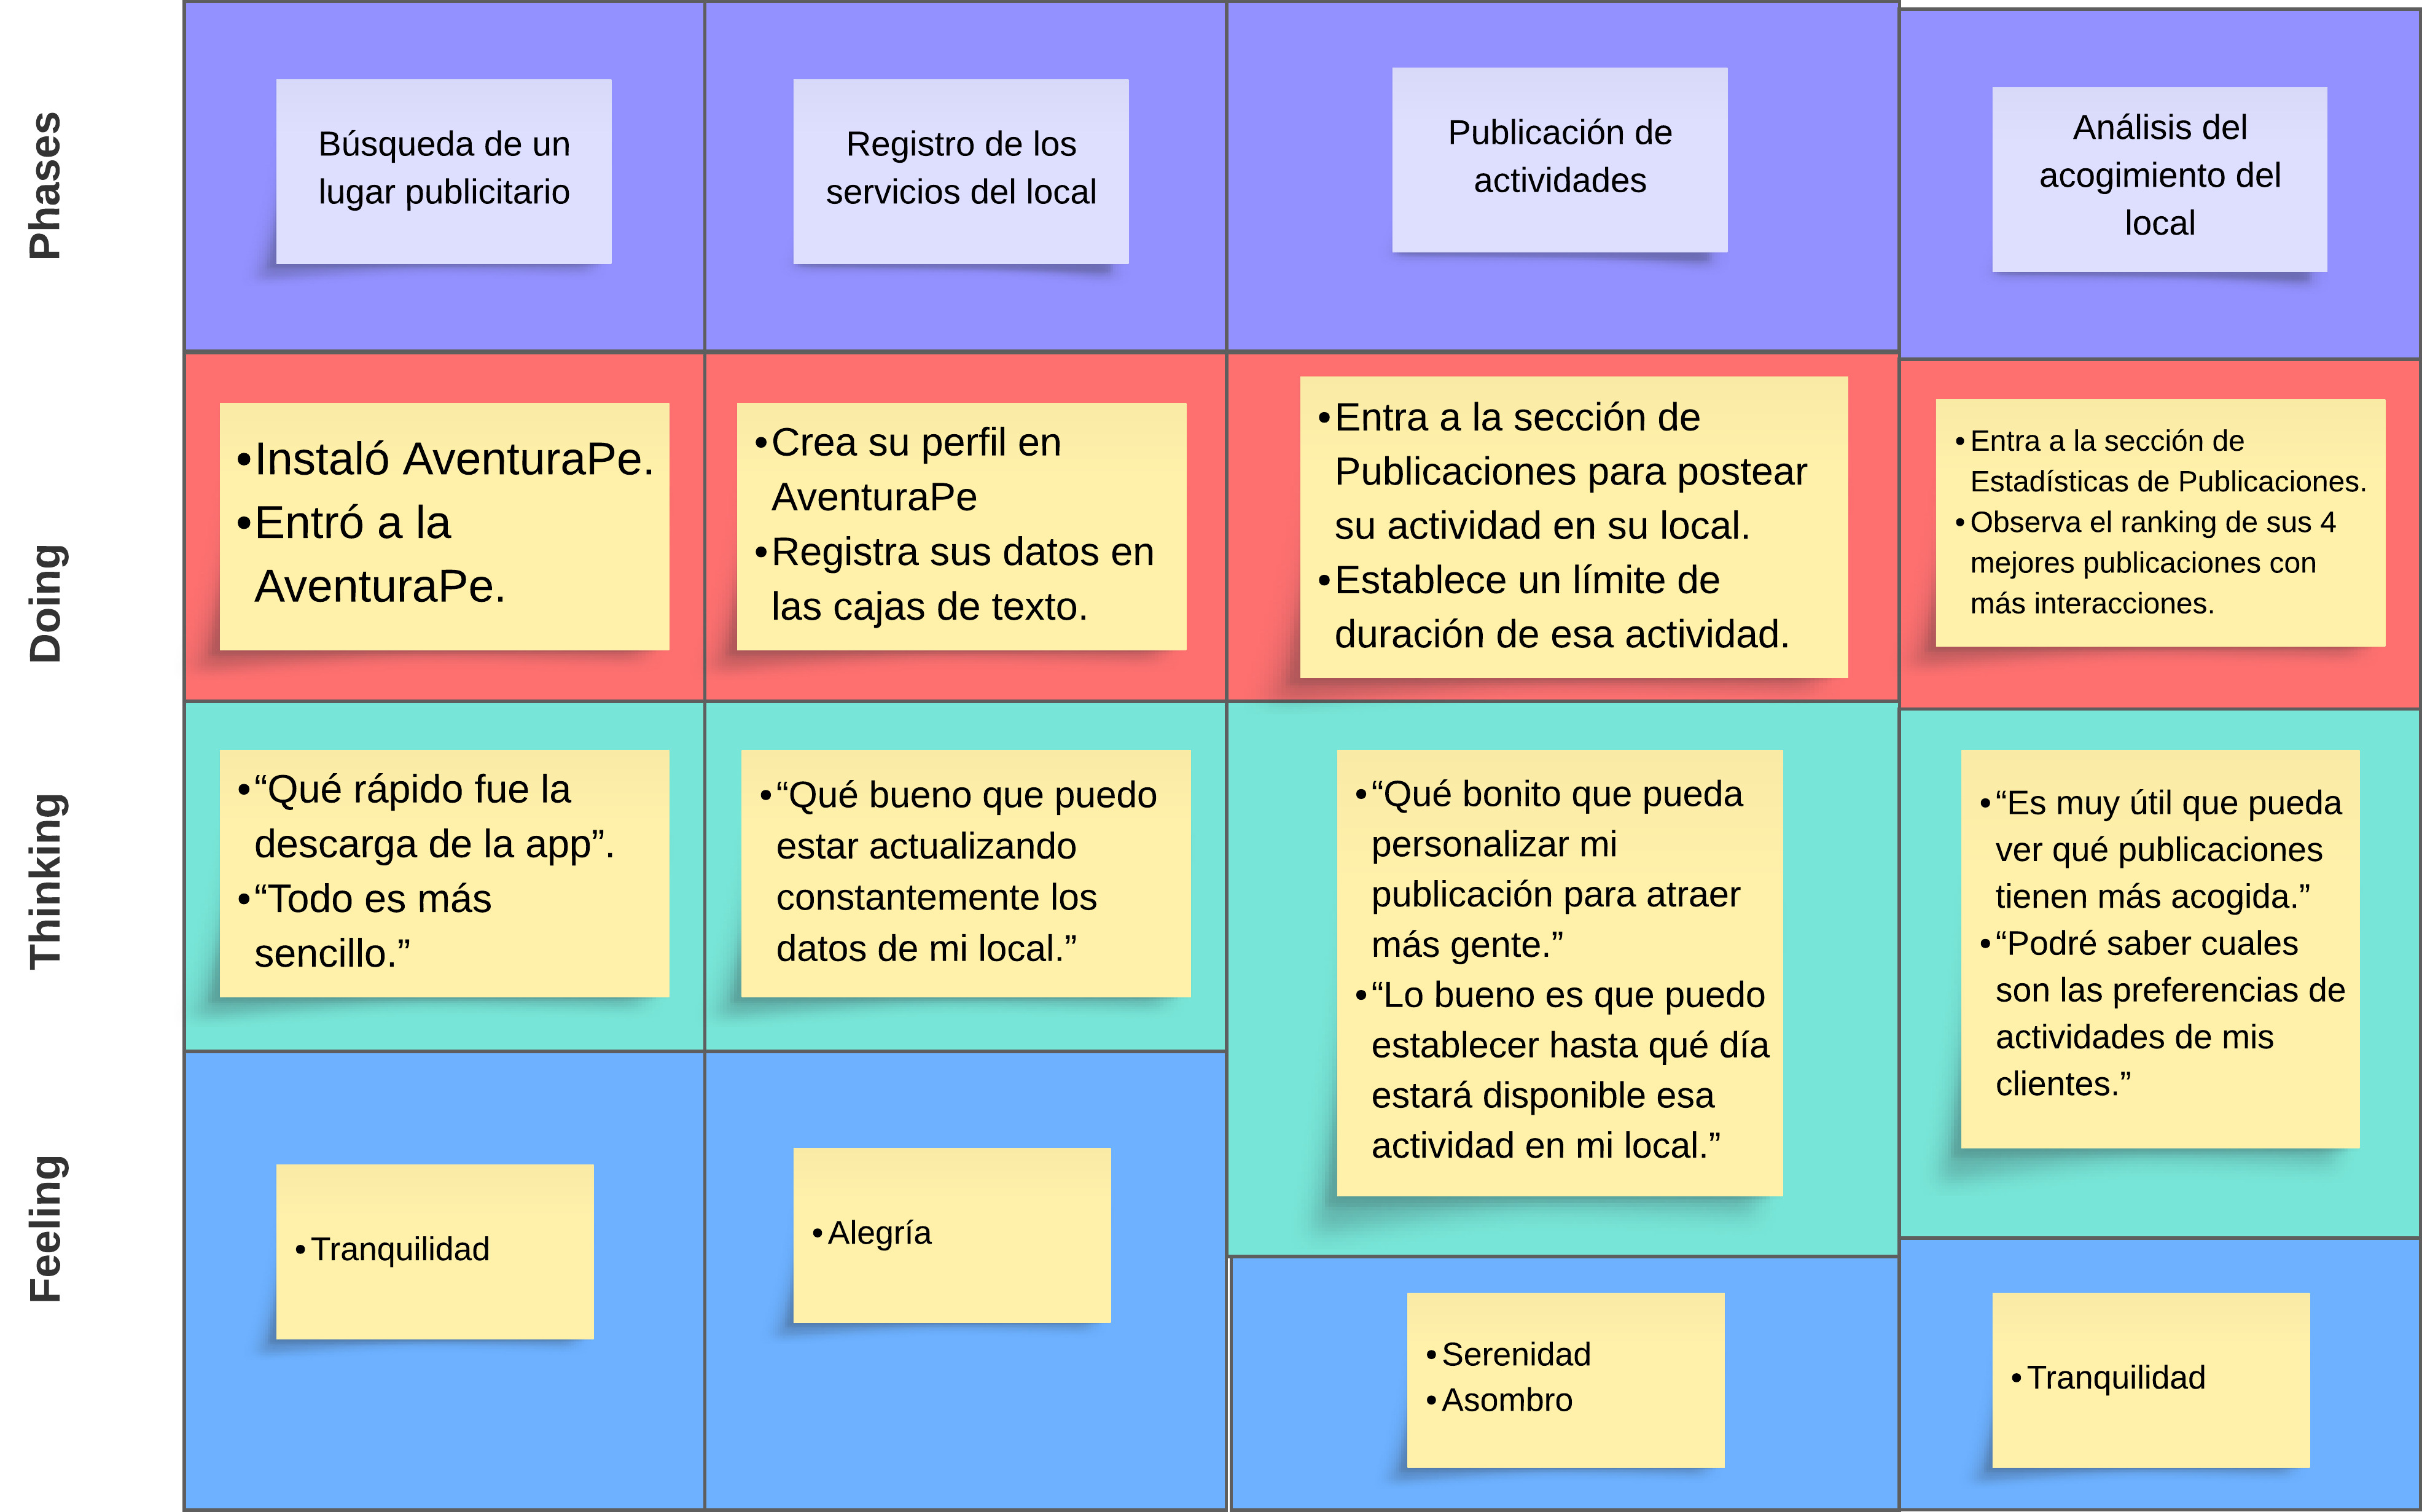 Phases
Búsqueda de un
lugar publicitario
Registro de los
servicios del local
Publicación de
actividades
Análisis del
acogimiento del
local
Doing
•Instaló AventuraPe.
•Entró a la
AventuraPe.
•Crea su perfil en
AventuraPe
•Registra sus datos en
las cajas de texto.
•Entra a la sección de
Publicaciones para postear
su actividad en su local.
•Establece un límite de
duración de esa actividad.
•Entra a la sección de
Estadísticas de Publicaciones.
•Observa el ranking de sus 4
mejores publicaciones con
más interacciones.
Thinking
•“Qué rápido fue la
descarga de la app”.
•“Todo es más
sencillo.”
•“Qué bueno que puedo
estar actualizando
constantemente los
datos de mi local.”
•“Qué bonito que pueda
personalizar mi
publicación para atraer
más gente.”
•“Lo bueno es que puedo
establecer hasta qué día
estará disponible esa
actividad en mi local.”
•“Es muy útil que pueda
ver qué publicaciones
tienen más acogida.”
•“Podré saber cuales
son las preferencias de
actividades de mis
clientes.”
Feeling
•Tranquilidad
•Alegría
•Serenidad
•Asombro
•Tranquilidad